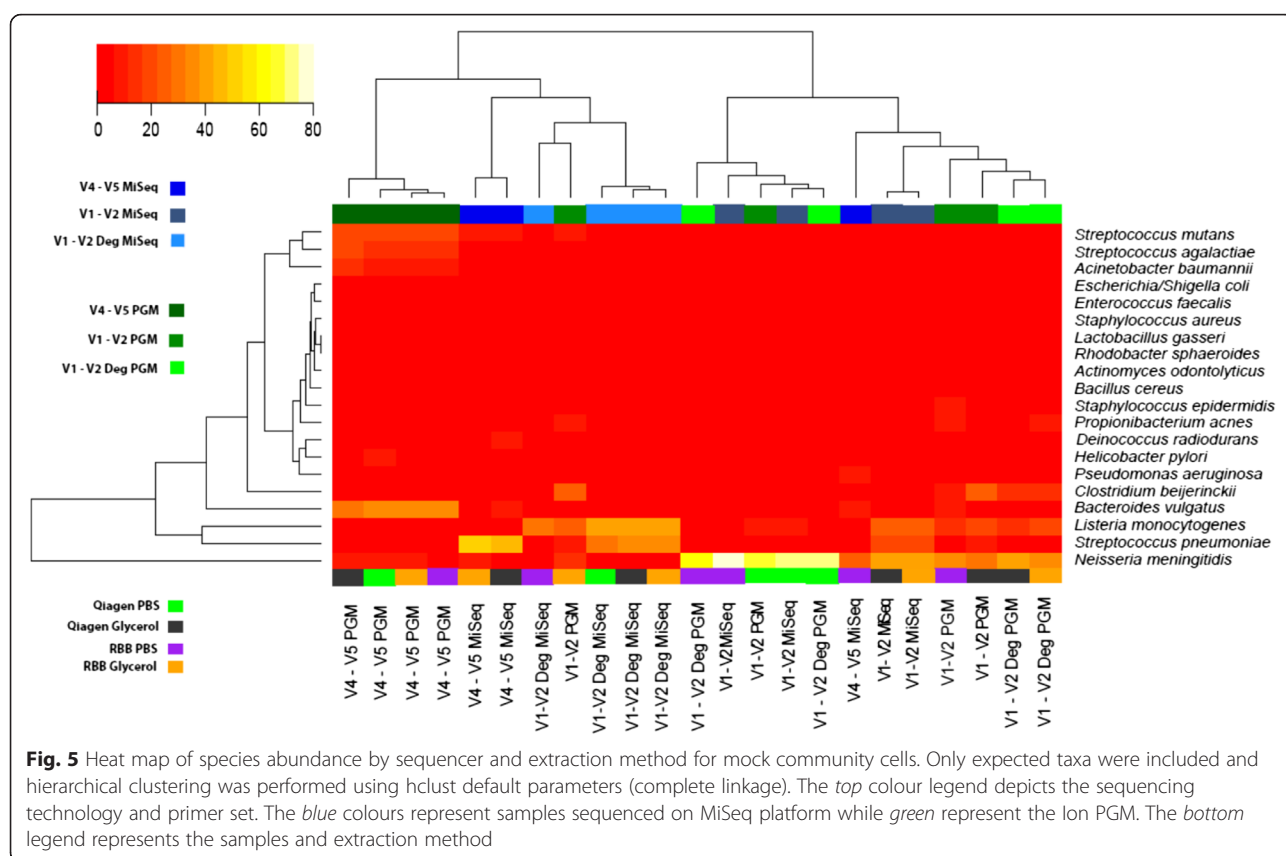 0 20 40 60 80
V4 - V5 MiSeq
V1 - V2 MiSeq
V1 - V2 Deg MiSeq
V4 - V5 PGM
V1 - V2 PGM
V1 - V2 Deg PGM
Streptococcus mutans
Streptococcus agalactiae
Acinetobacter baumannii
Escherichia/Shigella coli
Enterococcus faecalis
Staphylococcus aureus
Lactobacillus gasseri
Rhodobacter sphaeroides
Actinomyces odontolyticus
Bacillus cereus
Staphylococcus epidermidis
Propionibacterium acnes
Deinococcus radiodurans
Helicobacter pylori
Pseudomonas aeruginosa
Clostridium beijerinckii
Bacteroides vulgatus
Listeria monocytogenes
Streptococcus pneumoniae
Neisseria meningitidis
Qiagen PBS
Qiagen Glycerol
RBB PBS
RBB Glycerol
V4 - V5 PGM
V4 - V5 PGM
V4 - V5 PGM
V4 - V5 PGM
V4 - V5 MiSeq
V4 - V5 MiSeq
V1-V2 Deg MiSeq
V1-V2 PGM
V1-V2 Deg MiSeq
V1-V2 Deg MiSeq
V1-V2 Deg MiSeq
V1 - V2 Deg PGM
V1-V2MiSeq
V1-V2 PGM
V1-V2 MiSeq
V1 - V2 Deg PGM
V4 - V5 MiSeq
V1-V2 MiSeq
V1-V2 MiSeq
V1-V2 PGM
V1 - V2 PGM
V1 - V2 Deg PGM
V1 - V2 Deg PGM
Fig. 5 Heat map of species abundance by sequencer and extraction method for mock community cells. Only expected taxa were included and
hierarchical clustering was performed using hclust default parameters (complete linkage). The top colour legend depicts the sequencing
technology and primer set. The blue colours represent samples sequenced on MiSeq platform while green represent the Ion PGM. The bottom
legend represents the samples and extraction method